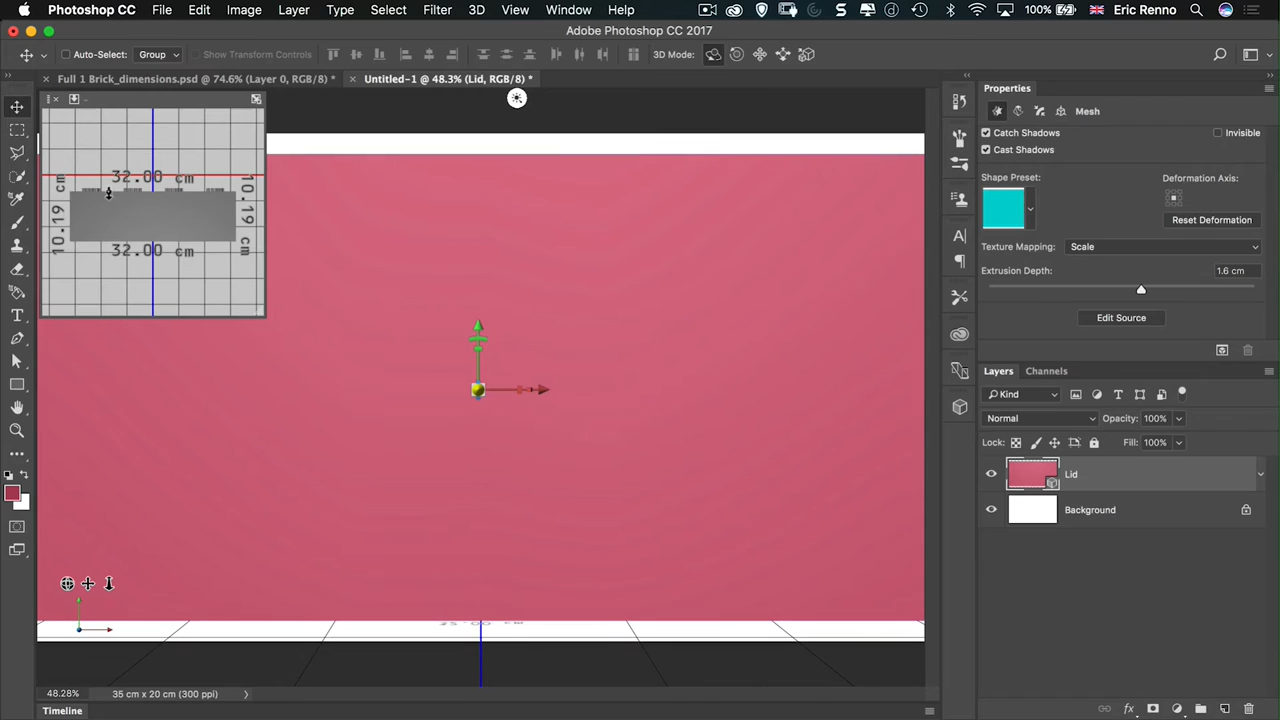 Photoshop CC File Edit Image Layer Type Select Filter 3D View Window Help 100% Eric Renno
Adobe Photoshop CC 2017
Auto-Select: Group Show Transform Controls 3D Mode:
Full 1 Brick_dimensions.psd @ 74.6% (Layer 0, RGB/8) * Untitled-1 @ 48.3% (Lid, RGB/8) *
Properties
Mesh
Catch Shadows Invisible
Cast Shadows
Shape Preset: Deformation Axis:
Reset Deformation
Texture Mapping: Scale
Extrusion Depth: 1.6 cm
Edit Source
32.00 cm
10.19 cm
10.19 cm
32.00 cm
Layers Channels
Kind
Normal Opacity: 100%
Lock: Fill: 100%
Lid
Background
48.28% 35 cm x 20 cm (300 ppi)
Timeline